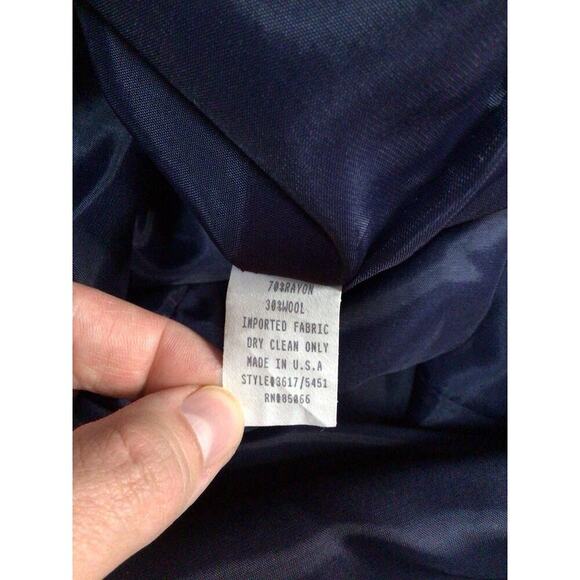 70%RAYON
30%WOOL
IMPORTED FABRIC
DRY CLEAN ONLY
MADE IN U.S.A
STYLE#3617/5451
RN#85066